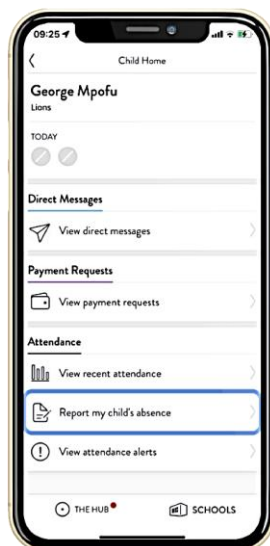 09:25
Child Home
George Mpofu
Lions
TODAY
Direct Messages
View direct messages
Payment Requests
View payment requests
Attendance
View recent attendance
Report my child's absence
View attendance alerts
THE HUB
SCHOOLS